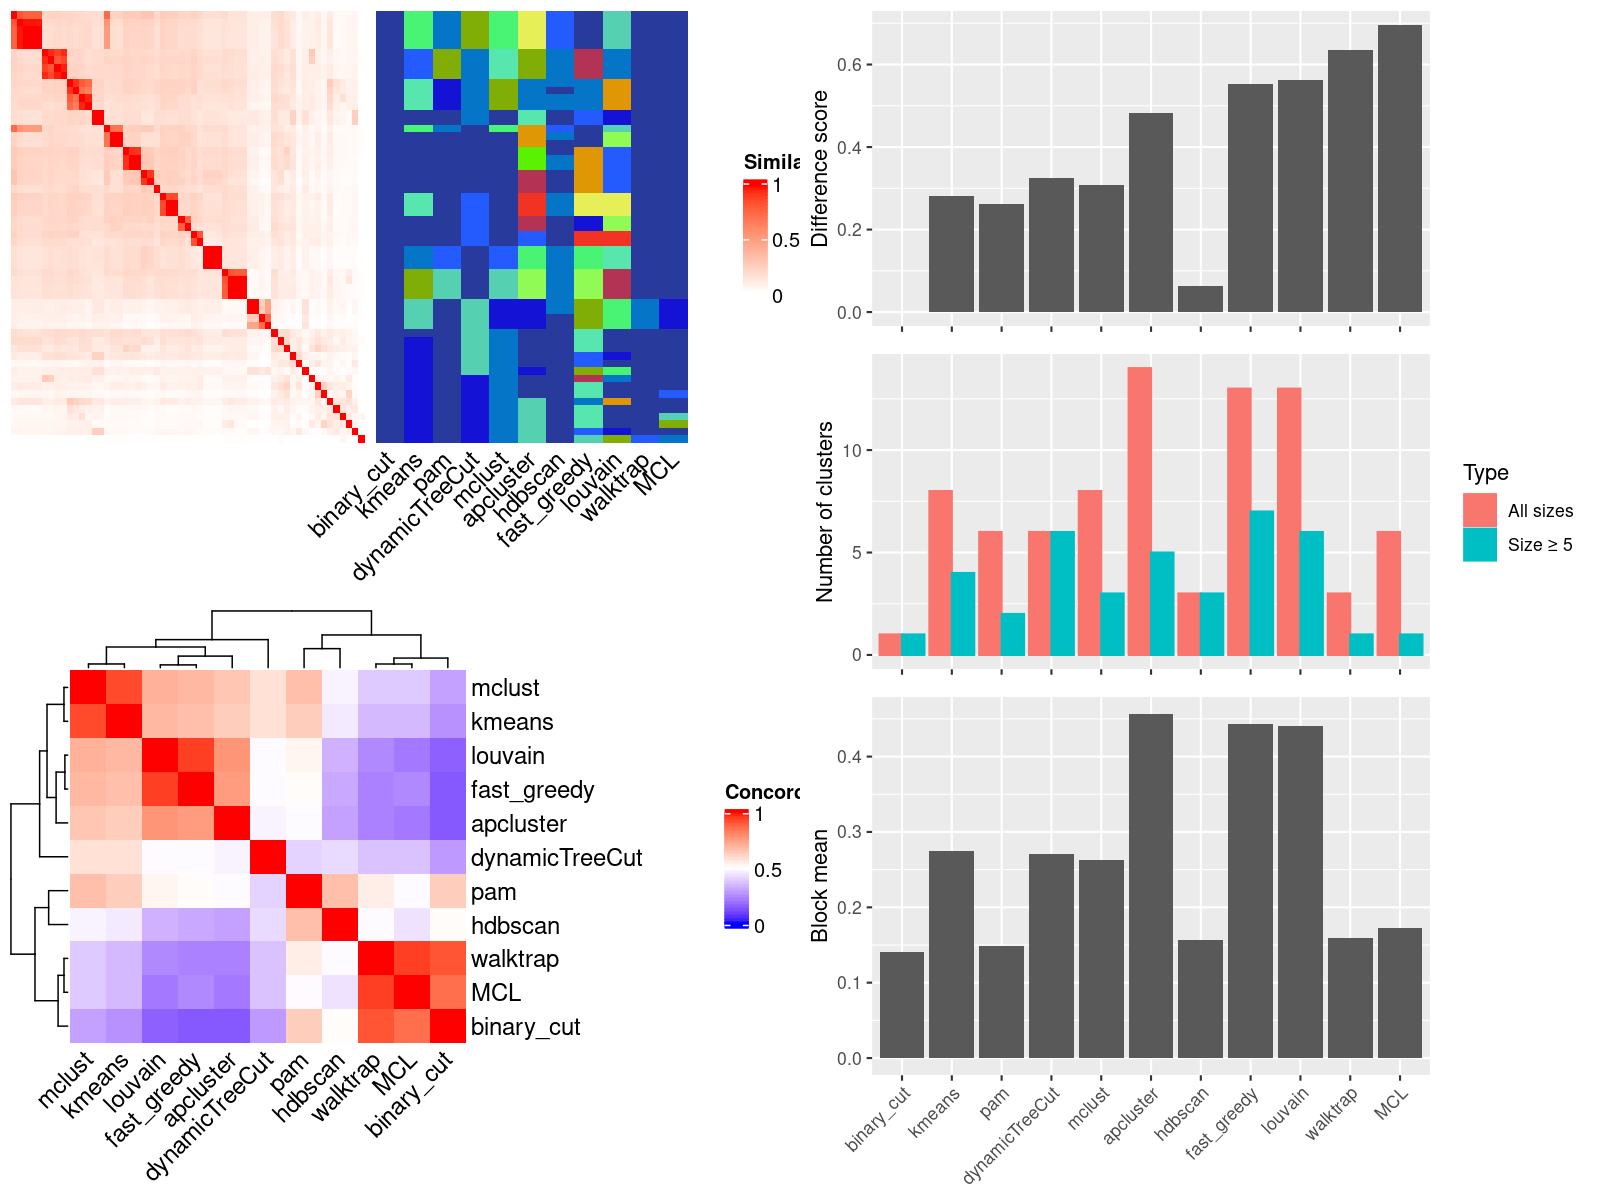 Simila
1
0.5
0
binary_cut
kmeans
pam
dynamicTreeCut
mclust
apcluster
hdbscan
fast_greedy
louvain
walktrap
MCL
mclust
kmeans
louvain
fast_greedy
apcluster
dynamicTreeCut
pam
hdbscan
walktrap
MCL
binary_cut
mclust
kmeans
louvain
fast_greedy
apcluster
dynamicTreeCut
pam
hdbscan
walktrap
MCL
binary_cut
Concorc
1
0.5
0
Difference score
0.6
0.4
0.2
0.0
Number of clusters
10
5
0
Type
All sizes
Size ≥ 5
Block mean
0.4
0.3
0.2
0.1
0.0
binary_cut
kmeans
pam
dynamicTreeCut
mclust
apcluster
hdbscan
fast_greedy
louvain
walktrap
MCL